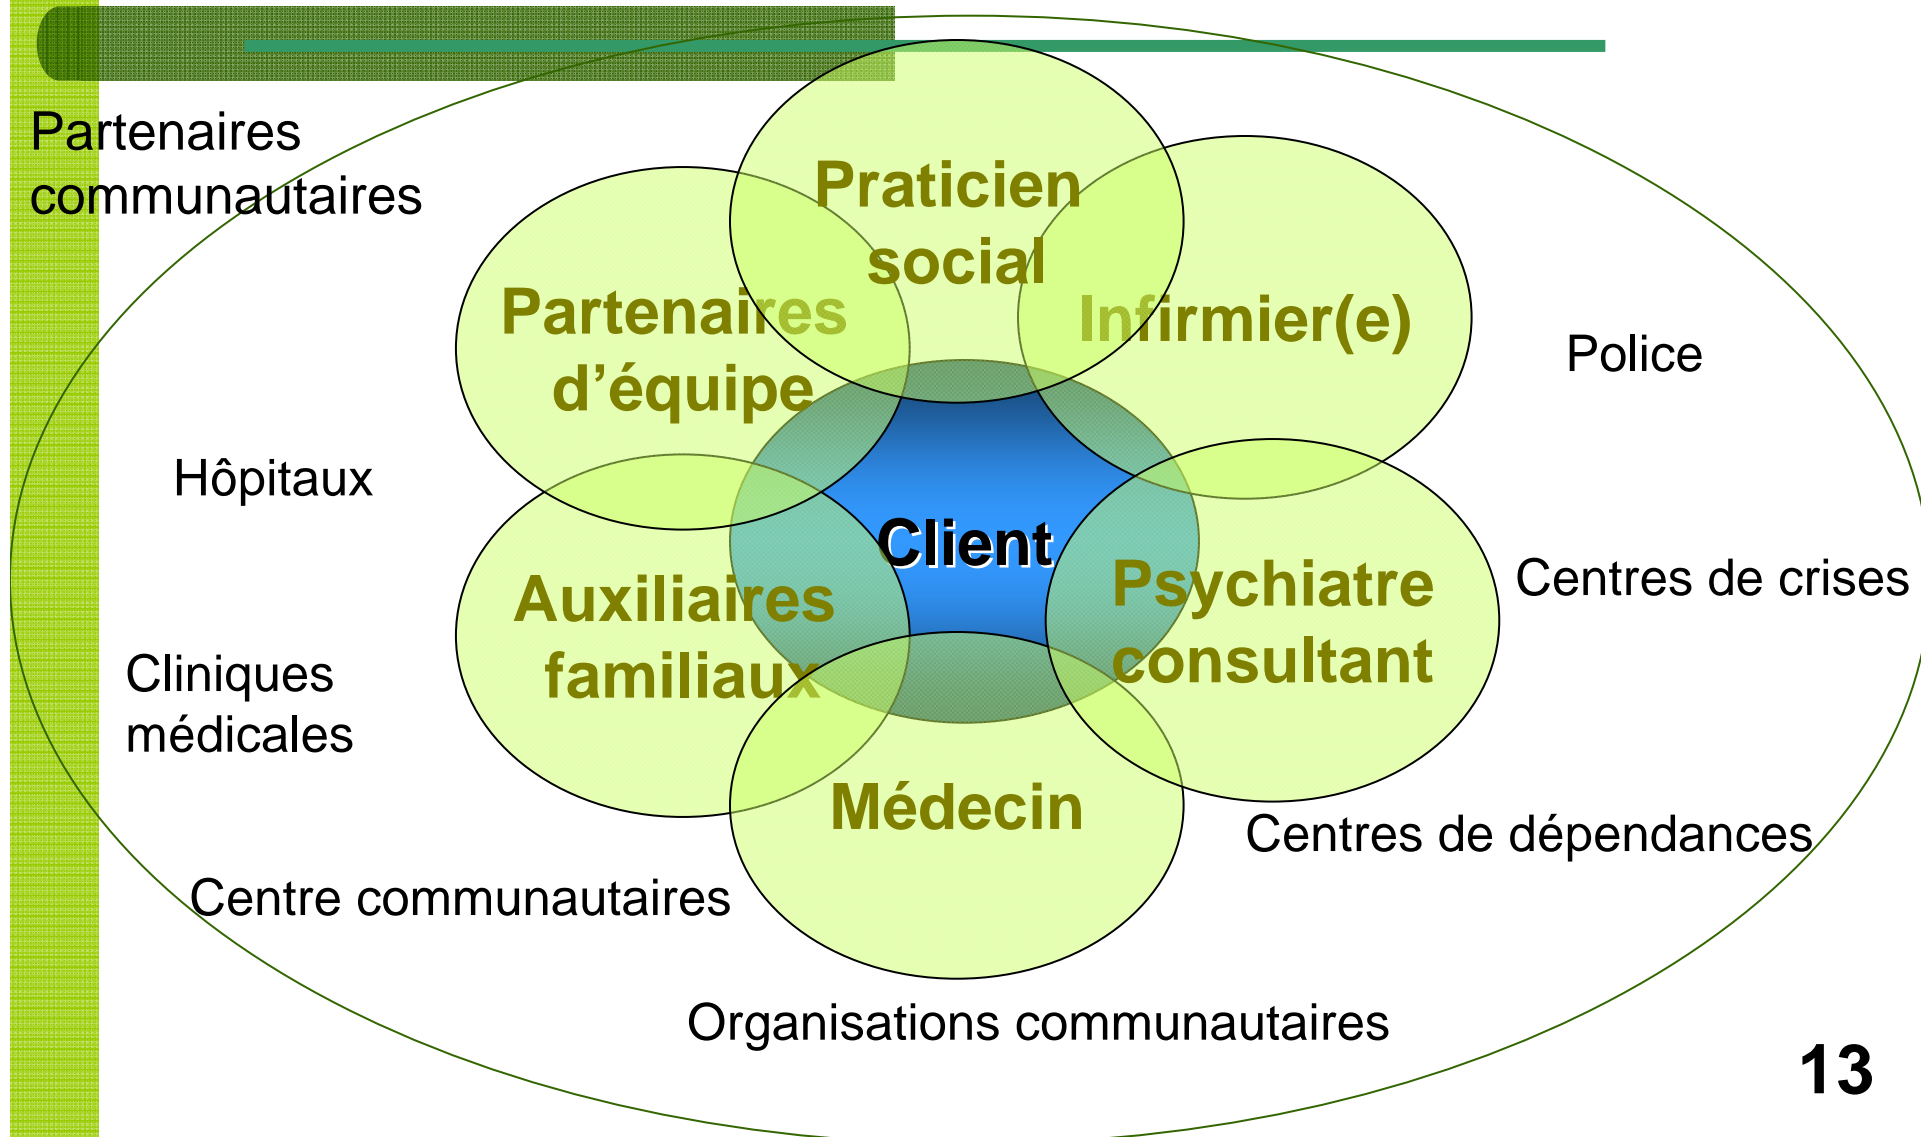 Partenaires
communautaires
Praticien
social
Partenaires
d’équipe
Infirmier(e)
Police
Hôpitaux
Client
Auxiliaires
familiaux
Psychiatre
consultant
Centres de crises
Cliniques
médicales
Médecin
Centres de dépendances
Centre communautaires
Organisations communautaires
13